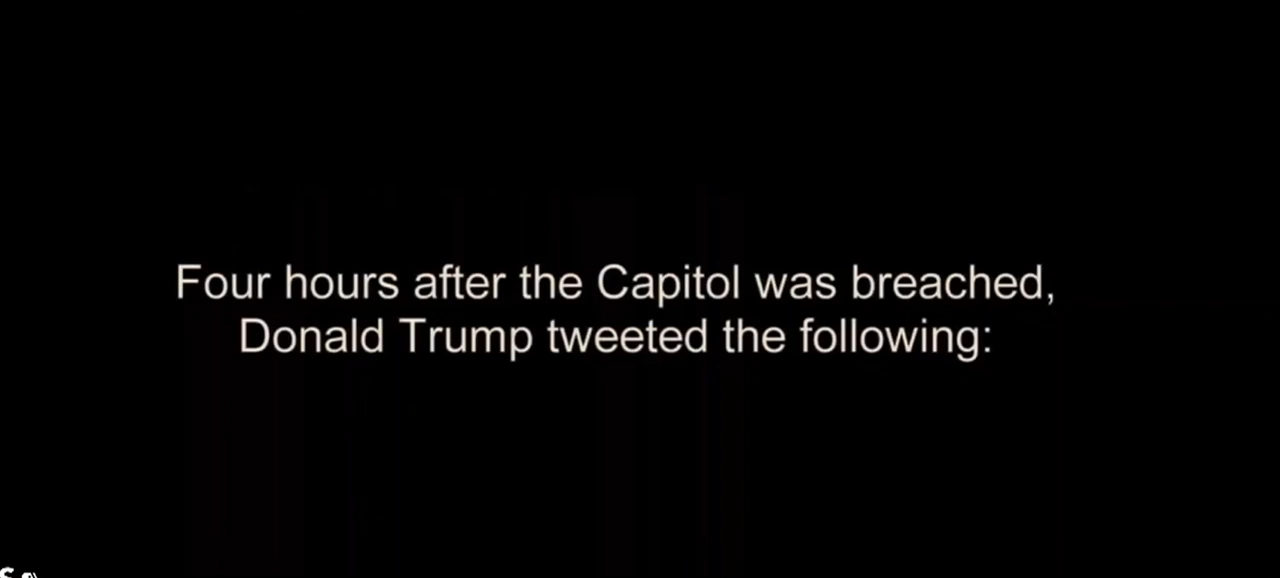 Four hours after the Capitol was breached,
Donald Trump tweeted the following: